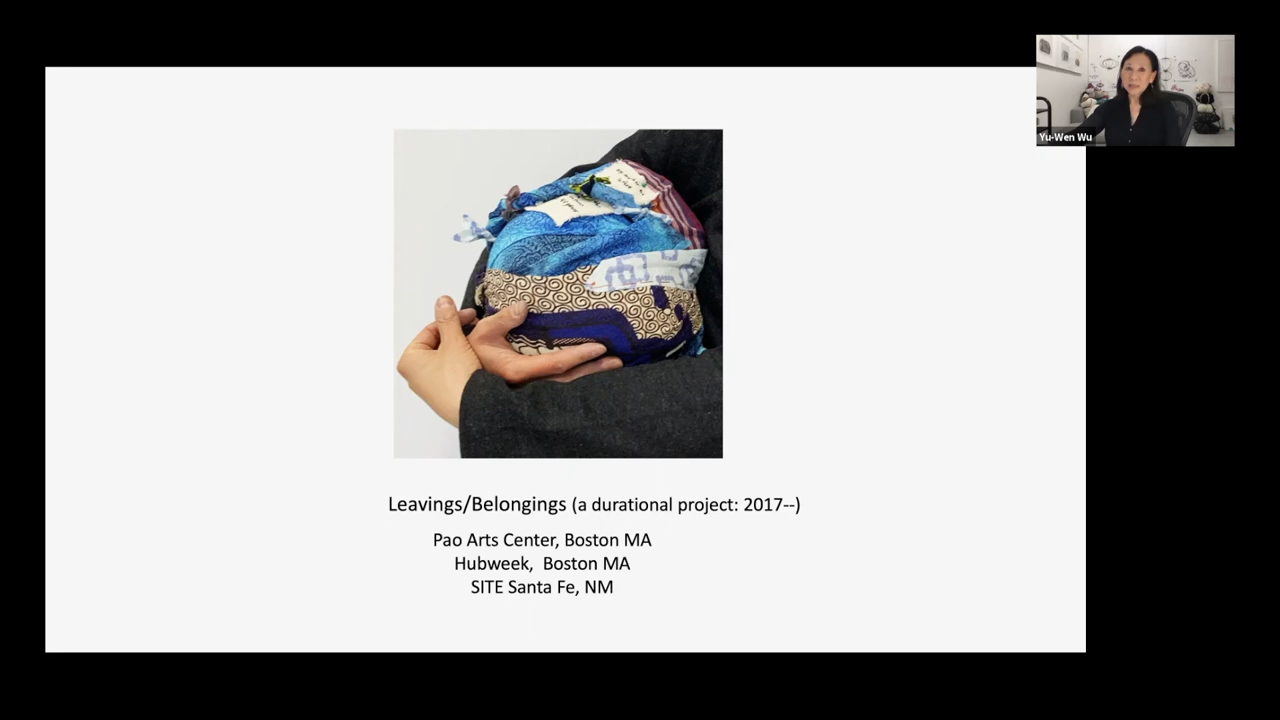 Yu-Wen Wu
Leavings/Belongings (a durational project: 2017--)
Pao Arts Center, Boston MA
Hubweek,  Boston MA
SITE Santa Fe, NM